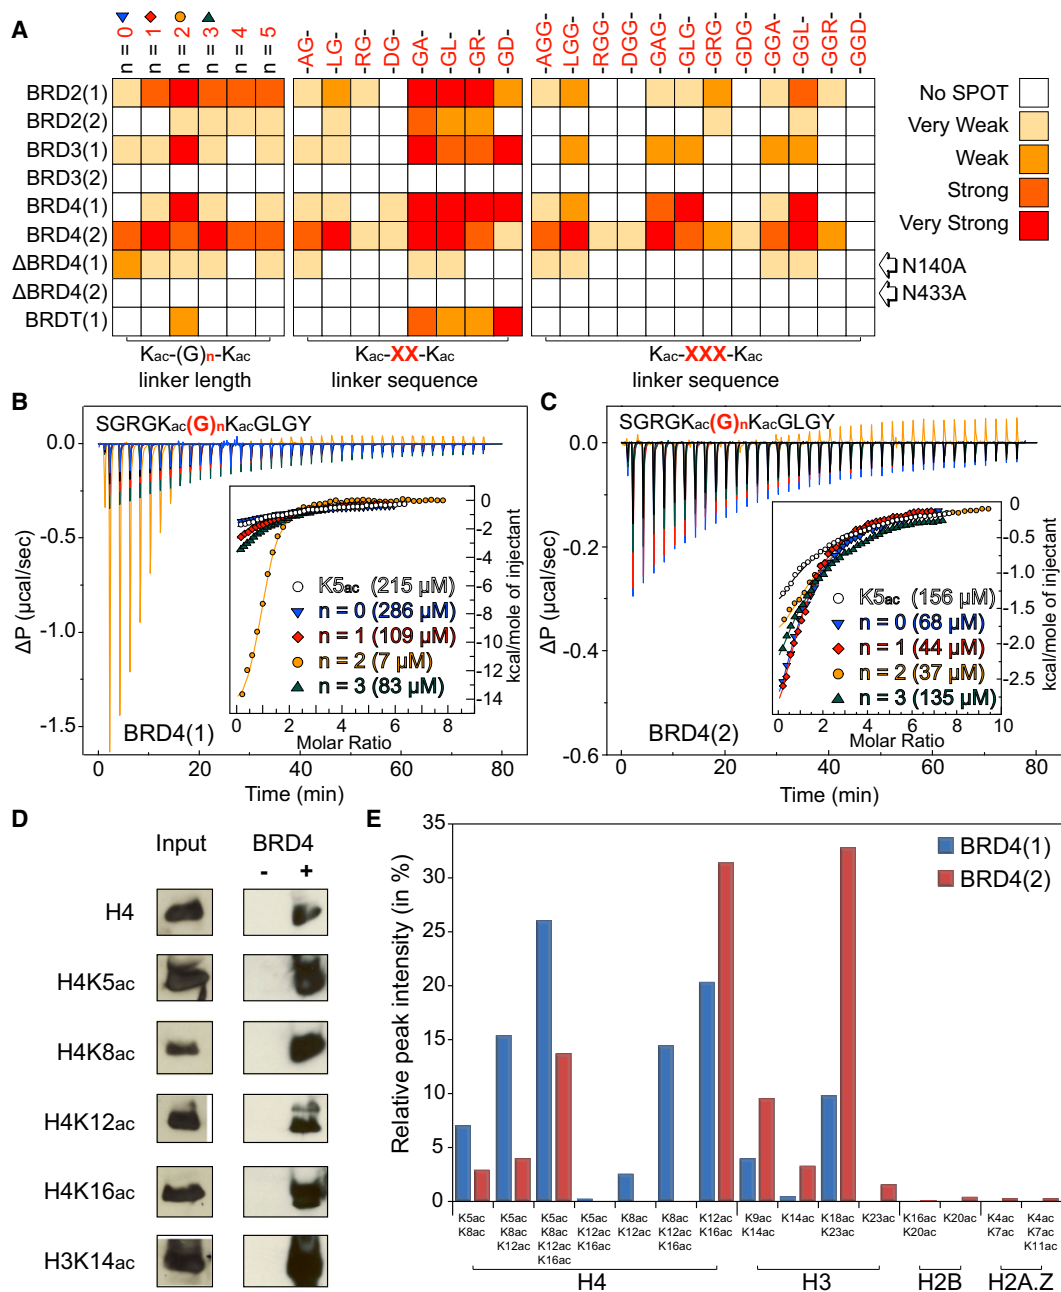 A
n = 0
n = 1
n = 2
n = 3
n = 4
n = 5
-AG-
-LG-
-RG-
-DG-
-GA-
-GL-
-GR-
-GD-
-AGG-
-LGG-
-RGG-
-DGG-
-GAG-
-GLG-
-GRG-
-GDG-
-GGA-
-GGL-
-GGR-
-GGD-
BRD2(1)
BRD2(2)
BRD3(1)
BRD3(2)
BRD4(1)
BRD4(2)
ΔBRD4(1)
ΔBRD4(2)
BRDT(1)
No SPOT
Very Weak
Weak
Strong
Very Strong
N140A
N433A
Kac-(G)n-Kac
linker length
Kac-XX-Kac
linker sequence
Kac-XXX-Kac
linker sequence
B
SGRGKac(G)nKacGLGY
0.0
-0.5
-1.0
-1.5
ΔP (µcal/sec)
0
-2
-4
-6
-8
-10
-12
-14
kcal/mole of injectant
K5ac (215 µM)
n = 0 (286 µM)
n = 1 (109 µM)
n = 2 (7 µM)
n = 3 (83 µM)
0 2 4 6 8
Molar Ratio
BRD4(1)
0 20 40 60 80
Time (min)
C
SGRGKac(G)nKacGLGY
0.0
-0.2
-0.4
-0.6
ΔP (µcal/sec)
0
-0.5
-1.0
-1.5
-2.0
-2.5
kcal/mole of injectant
K5ac (156 µM)
n = 0 (68 µM)
n = 1 (44 µM)
n = 2 (37 µM)
n = 3 (135 µM)
0 2 4 6 8 10
Molar Ratio
BRD4(2)
0 20 40 60 80
Time (min)
D
Input
BRD4
- +
H4
H4K5ac
H4K8ac
H4K12ac
H4K16ac
H3K14ac
E
35
30
25
20
15
10
5
0
Relative peak intensity (in %)
BRD4(1)
BRD4(2)
K5ac
K8ac
K5ac
K8ac
K12ac
K5ac
K8ac
K12ac
K16ac
K5ac
K12ac
K16ac
K8ac
K12ac
K8ac
K12ac
K16ac
K12ac
K16ac
K9ac
K14ac
K14ac
K18ac
K23ac
K23ac
K16ac
K20ac
K20ac
K4ac
K7ac
K4ac
K7ac
K11ac
H4
H3
H2B
H2A.Z